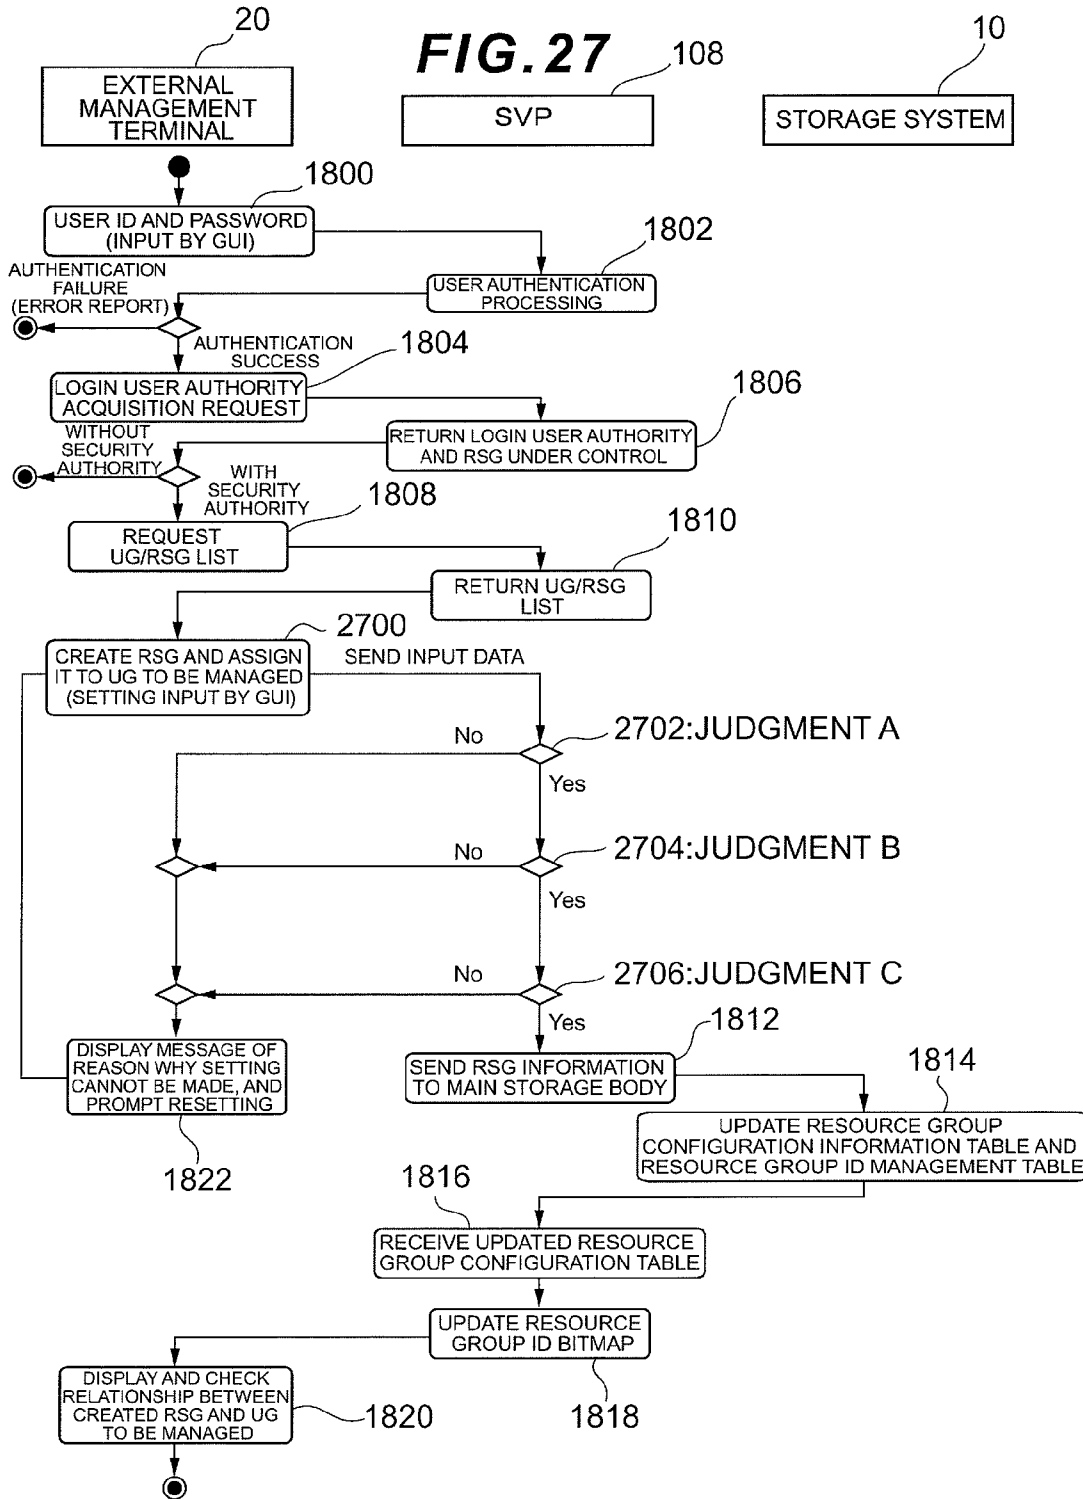 20
FIG.27
108
10
EXTERNAL
MANAGEMENT
TERMINAL
SVP
STORAGE SYSTEM
1800
USER ID AND PASSWORD
(INPUT BY GUI)
1802
AUTHENTICATION
FAILURE
(ERROR REPORT)
USER AUTHENTICATION
PROCESSING
AUTHENTICATION
SUCCESS
1804
LOGIN USER AUTHORITY
ACQUISITION REQUEST
1806
WITHOUT
SECURITY
AUTHORITY
RETURN LOGIN USER AUTHORITY
AND RSG UNDER CONTROL
WITH
SECURITY
AUTHORITY
1808
REQUEST
UG/RSG LIST
1810
RETURN UG/RSG
LIST
2700
CREATE RSG AND ASSIGN
IT TO UG TO BE MANAGED
(SETTING INPUT BY GUI)
SEND INPUT DATA
No
2702:JUDGMENT A
Yes
No
2704:JUDGMENT B
Yes
No
2706:JUDGMENT C
Yes
1812
DISPLAY MESSAGE OF
REASON WHY SETTING
CANNOT BE MADE, AND
PROMPT RESETTING
SEND RSG INFORMATION
TO MAIN STORAGE BODY
1814
UPDATE RESOURCE GROUP
CONFIGURATION INFORMATION TABLE AND
RESOURCE GROUP ID MANAGEMENT TABLE
1822
1816
RECEIVE UPDATED RESOURCE
GROUP CONFIGURATION TABLE
UPDATE RESOURCE
GROUP ID BITMAP
1818
DISPLAY AND CHECK
RELATIONSHIP BETWEEN
CREATED RSG AND UG
TO BE MANAGED
1820